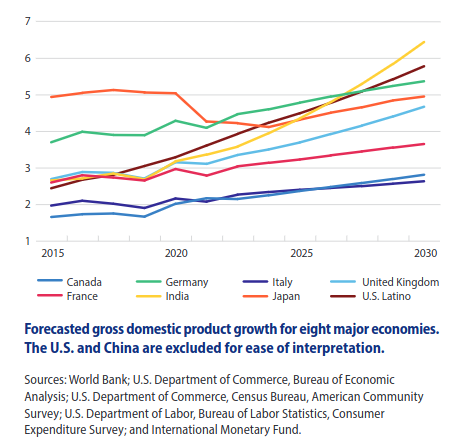 7
6
5
4
3
2
1
2015 2020 2025 2030
Canada Germany Italy United Kingdom
France India Japan U.S. Latino
Forecasted gross domestic product growth for eight major economies.
The U.S. and China are excluded for ease of interpretation.
Sources: World Bank; U.S. Department of Commerce, Bureau of Economic
Analysis; U.S. Department of Commerce, Census Bureau, American Community
Survey; U.S. Department of Labor, Bureau of Labor Statistics, Consumer
Expenditure Survey; and International Monetary Fund.